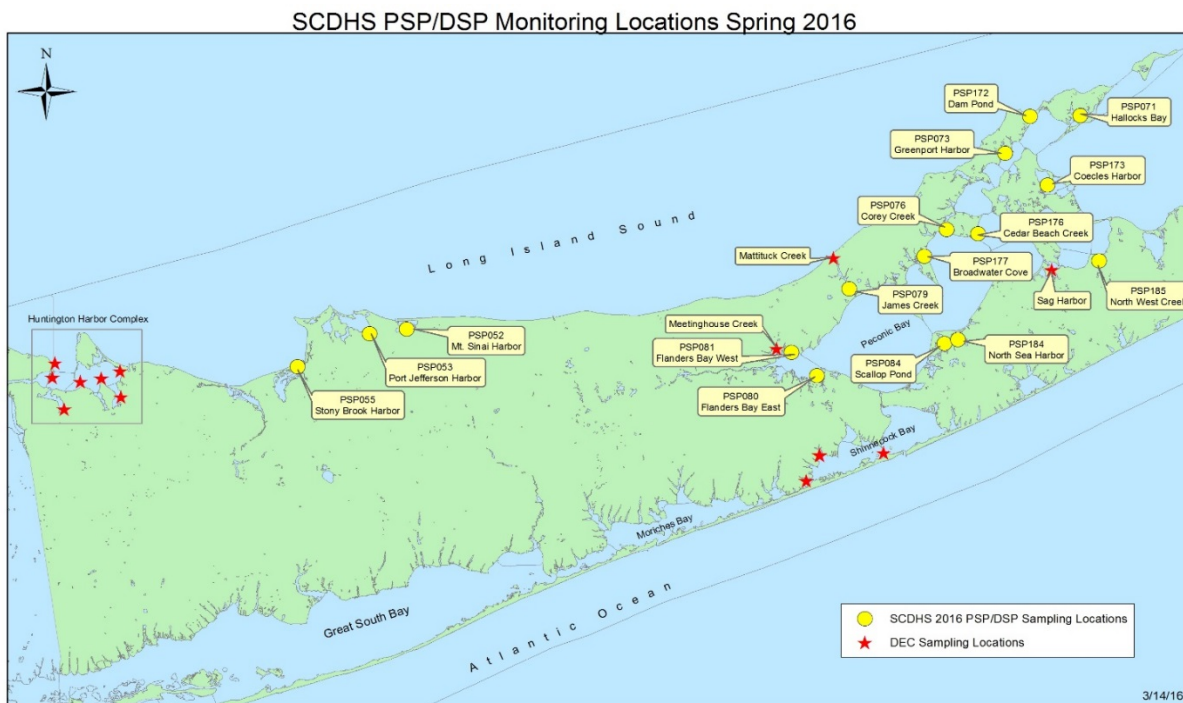 SCDHS PSP/DSP Monitoring Locations Spring 2016
N
PSP172
Dam Pond
PSP071
Hallocks Bay
PSP073
Greenport Harbor
PSP173
Coecles Harbor
PSP076
Corey Creek
PSP176
Cedar Beach Creek
Long Island Sound
Mattituck Creek
PSP177
Broadwater Cove
PSP185
North West Creek
PSP079
James Creek
Sag Harbor
Huntington Harbor Complex
Meetinghouse Creek
Peconic Bay
PSP052
Mt. Sinai Harbor
PSP081
Flanders Bay West
PSP184
North Sea Harbor
PSP053
Port Jefferson Harbor
PSP084
Scallop Pond
PSP055
Stony Brook Harbor
PSP080
Flanders Bay East
Shinnecock Bay
Moriches Bay
Great South Bay
Atlantic Ocean
SCDHS 2016 PSP/DSP Sampling Locations
DEC Sampling Locations
3/14/16